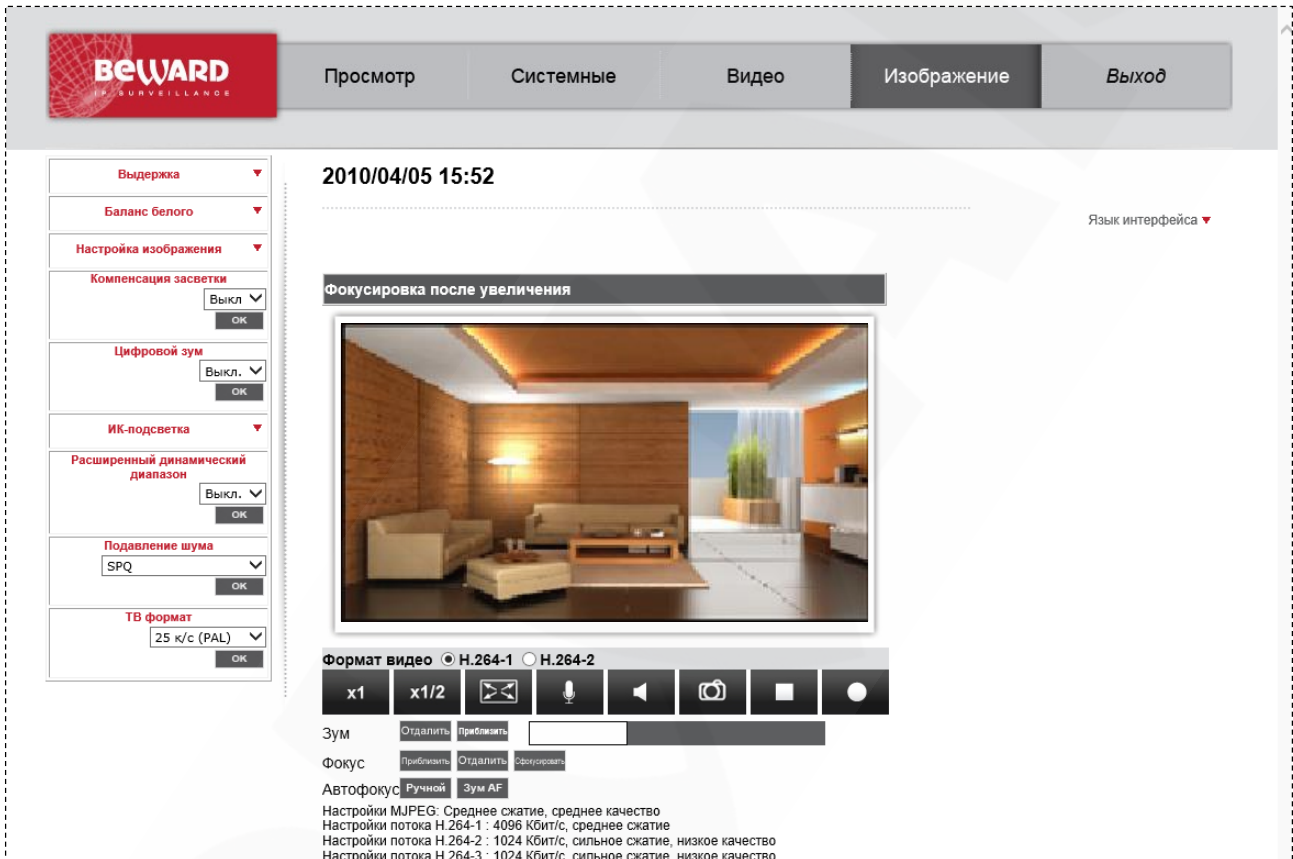 BEWARD
IP SURVEILLANCE
Просмотр
Системные
Видео
Изображение
Выход
Выдержка
Баланс белого
Настройка изображения
Компенсация засветки
Выкл
OK
Цифровой зум
Выкл.
OK
ИК-подсветка
Расширенный динамический
диапазон
Выкл.
OK
Подавление шума
SPQ
OK
ТВ формат
25 к/с (PAL)
OK
2010/04/05 15:52
Язык интерфейса
Фокусировка после увеличения
Формат видео H.264-1 H.264-2
x1 x1/2
Зум Отдалить Приблизить
Фокус Приблизить Отдалить Сфокусировать
Автофокус Ручной Зум AF
Настройки MJPEG: Среднее сжатие, среднее качество
Настройки потока H.264-1 : 4096 Кбит/с, среднее сжатие
Настройки потока H.264-2 : 1024 Кбит/с, сильное сжатие, низкое качество
Настройки потока H.264-3 : 1024 Кбит/с, сильное сжатие, низкое качество